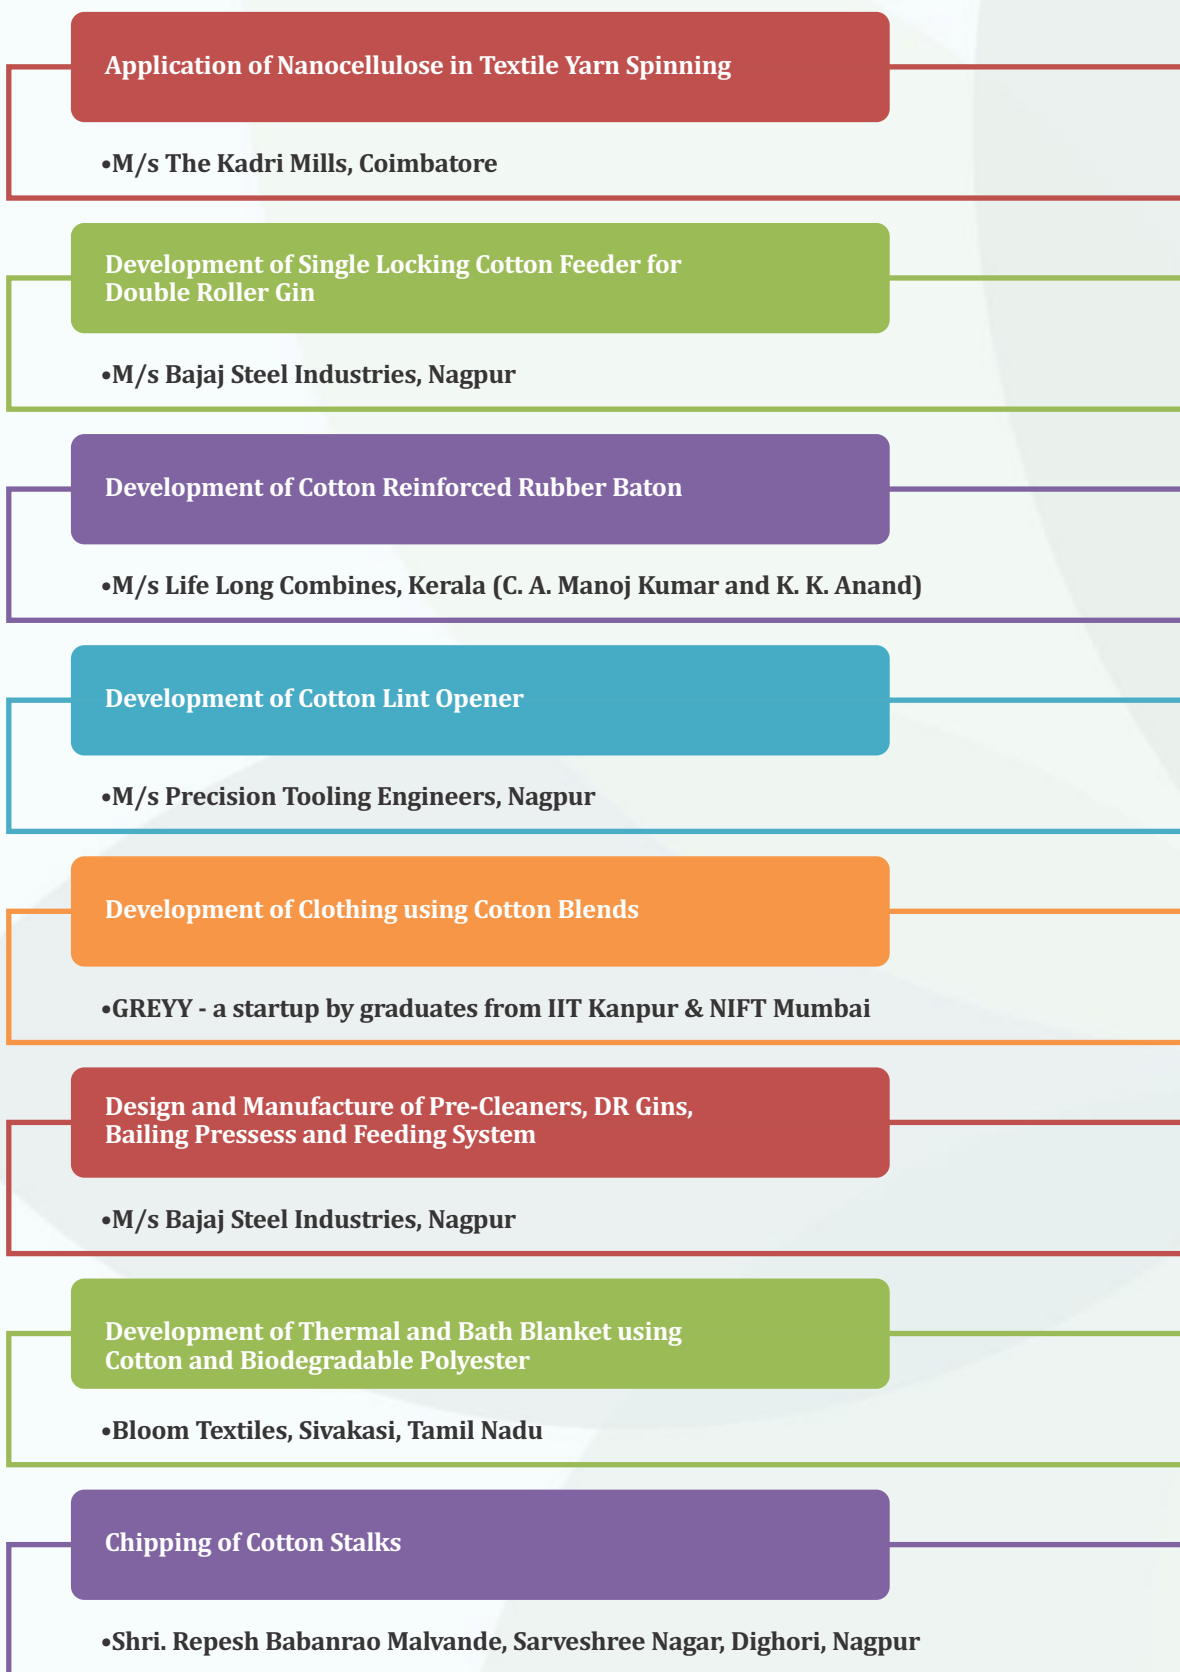 Application of Nanocellulose in Textile Yarn Spinning
•M/s The Kadri Mills, Coimbatore
Development of Single Locking Cotton Feeder for
Double Roller Gin
•M/s Bajaj Steel Industries, Nagpur
Development of Cotton Reinforced Rubber Baton
•M/s Life Long Combines, Kerala (C. A. Manoj Kumar and K. K. Anand)
Development of Cotton Lint Opener
•M/s Precision Tooling Engineers, Nagpur
Development of Clothing using Cotton Blends
•GREYY - a startup by graduates from IIT Kanpur & NIFT Mumbai
Design and Manufacture of Pre-Cleaners, DR Gins,
Bailing Pressess and Feeding System
•M/s Bajaj Steel Industries, Nagpur
Development of Thermal and Bath Blanket using
Cotton and Biodegradable Polyester
•Bloom Textiles, Sivakasi, Tamil Nadu
Chipping of Cotton Stalks
•Shri. Repesh Babanrao Malvande, Sarveshree Nagar, Dighori, Nagpur